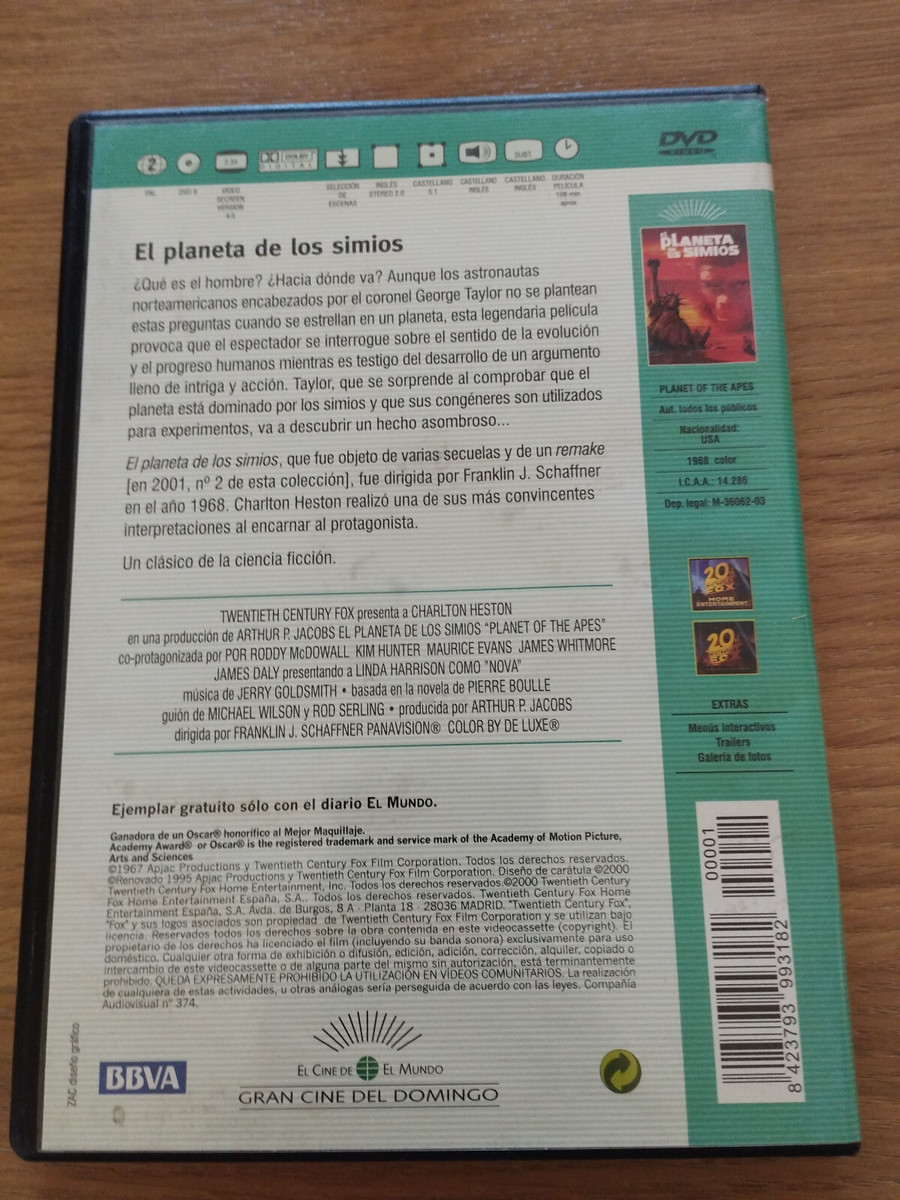 DVD
VIDEO
2
2.35
DOLBY
DIGITAL
SUBT.
PAL
DVD 9
VIDEO
SCREEN
VERSION
4:3
SELECCIÓN
DE
ESCENAS
INGLÉS
STEREO 2.0
CASTELLANO
5.1
CASTELLANO
INGLÉS
CASTELLANO
INGLÉS
DURACIÓN
PELÍCULA
108 min.
aprox.
El planeta de los simios
¿Qué es el hombre? ¿Hacia dónde va? Aunque los astronautas
norteamericanos encabezados por el coronel George Taylor no se plantean
estas preguntas cuando se estrellan en un planeta, esta legendaria película
provoca que el espectador se interrogue sobre el sentido de la evolución
y el progreso humanos mientras es testigo del desarrollo de un argumento
lleno de intriga y acción. Taylor, que se sorprende al comprobar que el
planeta está dominado por los simios y que sus congéneres son utilizados
para experimentos, va a descubrir un hecho asombroso...
El planeta de los simios, que fue objeto de varias secuelas y de un remake
[en 2001, nº 2 de esta colección], fue dirigida por Franklin J. Schaffner
en el año 1968. Charlton Heston realizó una de sus más convincentes
interpretaciones al encarnar al protagonista.
Un clásico de la ciencia ficción.
TWENTIETH CENTURY FOX presenta a CHARLTON HESTON
en una producción de ARTHUR P. JACOBS EL PLANETA DE LOS SIMIOS "PLANET OF THE APES"
co-protagonizada por POR RODDY McDOWALL KIM HUNTER MAURICE EVANS JAMES WHITMORE
JAMES DALY presentando a LINDA HARRISON COMO "NOVA"
música de JERRY GOLDSMITH • basada en la novela de PIERRE BOULLE
guión de MICHAEL WILSON y ROD SERLING • producida por ARTHUR P. JACOBS
dirigida por FRANKLIN J. SCHAFFNER PANAVISION® COLOR BY DE LUXE®
Ejemplar gratuito sólo con el diario EL MUNDO.
Ganadora de un Oscar® honorífico al Mejor Maquillaje.
Academy Award® or Oscar® is the registered trademark and service mark of the Academy of Motion Picture,
Arts and Sciences
©1967 Apjac Productions y Twentieth Century Fox Film Corporation. Todos los derechos reservados.
©Renovado 1995 Apjac Productions y Twentieth Century Fox Film Corporation. Diseño de carátula ©2000
Twentieth Century Fox Home Entertainment, Inc. Todos los derechos reservados.©2000 Twentieth Century
Fox Home Entertainment España, S.A.. Todos los derechos reservados. Twentieth Century Fox Home
Entertainment España, S.A. Avda. de Burgos, 8 A - Planta 18 - 28036 MADRID. "Twentieth Century Fox",
"Fox" y sus logos asociados son propiedad de Twentieth Century Fox Film Corporation y se utilizan bajo
licencia. Reservados todos los derechos sobre la obra contenida en este videocassette (copyright). El
propietario de los derechos ha licenciado el film (incluyendo su banda sonora) exclusivamente para uso
doméstico. Cualquier otra forma de exhibición o difusión, edición, adición, corrección, alquiler, copiado o
intercambio de este videocassette o de alguna parte del mismo sin autorización, está terminantemente
prohibido. QUEDA EXPRESAMENTE PROHIBIDO LA UTILIZACIÓN EN VÍDEOS COMUNITARIOS. La realización
de cualquiera de estas actividades, u otras análogas sería perseguida de acuerdo con las leyes. Compañía
Audiovisual nº 374.
ZAC diseño gráfico
BBVA
EL CINE DE EL MUNDO
GRAN CINE DEL DOMINGO
EL PLANETA
DE LOS SIMIOS
PLANET OF THE APES
Aut. todos los públicos
Nacionalidad:
USA
1968 color
I.C.A.A.: 14.286
Dep. legal: M-36062-03
20
CENTURY
FOX
HOME
ENTERTAINMENT
20
CENTURY
FOX
EXTRAS
Menús interactivos
Trailers
Galería de fotos
00001
8 423793 993182